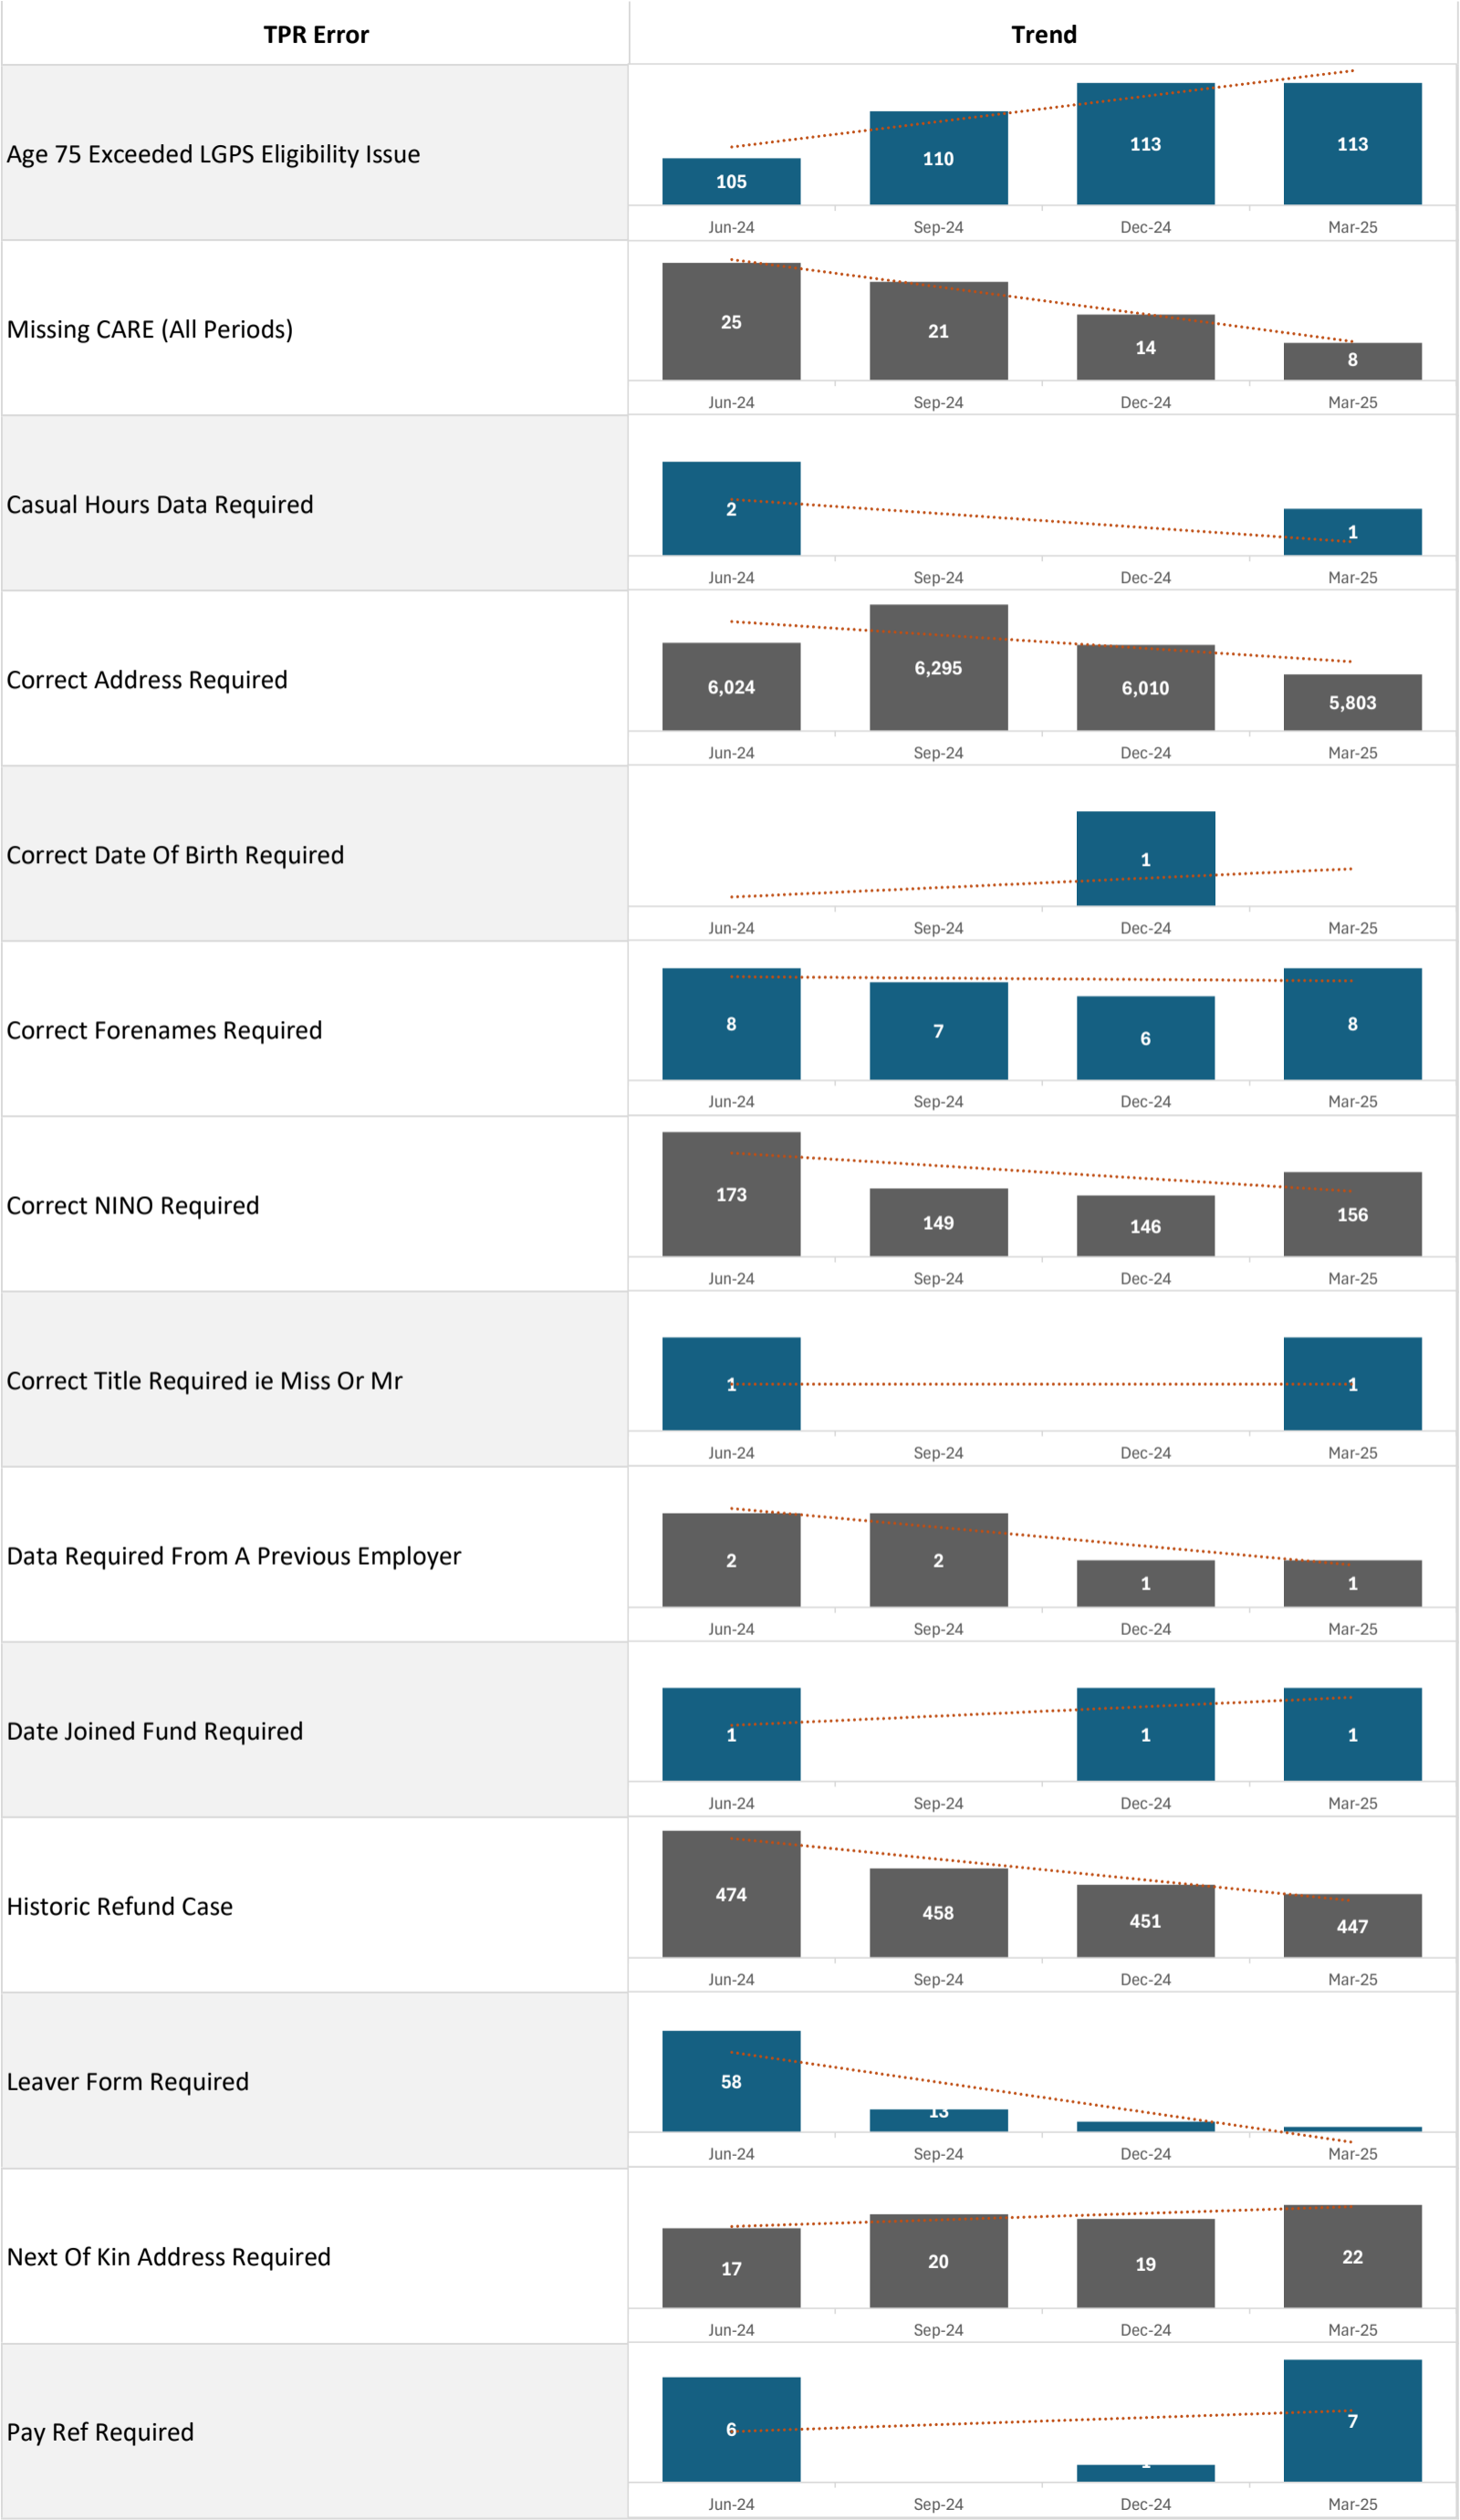 TPR Error
Trend
Age 75 Exceeded LGPS Eligibility Issue
105
110
113
113
Jun-24
Sep-24
Dec-24
Mar-25
Missing CARE (All Periods)
25
21
14
8
Jun-24
Sep-24
Dec-24
Mar-25
Casual Hours Data Required
2
1
Jun-24
Sep-24
Dec-24
Mar-25
Correct Address Required
6,024
6,295
6,010
5,803
Jun-24
Sep-24
Dec-24
Mar-25
Correct Date Of Birth Required
1
Jun-24
Sep-24
Dec-24
Mar-25
Correct Forenames Required
8
7
6
8
Jun-24
Sep-24
Dec-24
Mar-25
Correct NINO Required
173
149
146
156
Jun-24
Sep-24
Dec-24
Mar-25
Correct Title Required ie Miss Or Mr
1
1
Jun-24
Sep-24
Dec-24
Mar-25
Data Required From A Previous Employer
2
2
1
1
Jun-24
Sep-24
Dec-24
Mar-25
Date Joined Fund Required
1
1
1
Jun-24
Sep-24
Dec-24
Mar-25
Historic Refund Case
474
458
451
447
Jun-24
Sep-24
Dec-24
Mar-25
Leaver Form Required
58
13
Jun-24
Sep-24
Dec-24
Mar-25
Next Of Kin Address Required
17
20
19
22
Jun-24
Sep-24
Dec-24
Mar-25
Pay Ref Required
6
7
Jun-24
Sep-24
Dec-24
Mar-25